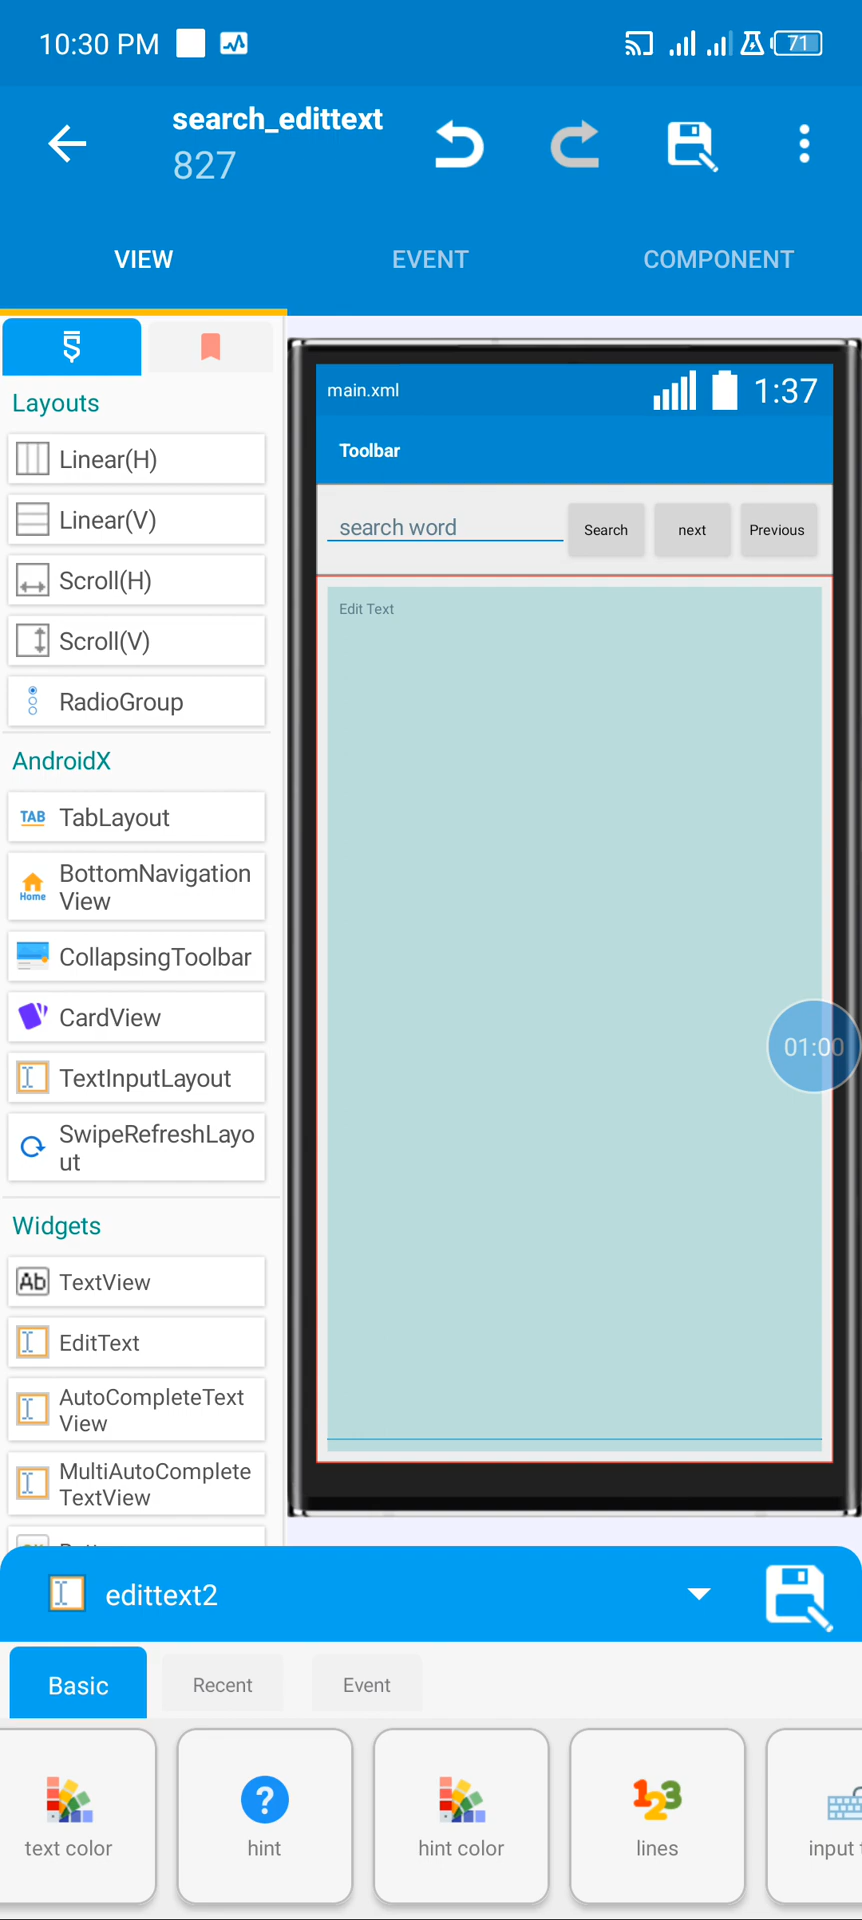 10:30 PM
71
search_edittext
827
VIEW
EVENT
COMPONENT
Layouts
Linear(H)
Linear(V)
Scroll(H)
Scroll(V)
RadioGroup
AndroidX
TAB
TabLayout
Home
BottomNavigation
View
CollapsingToolbar
CardView
TextInputLayout
SwipeRefreshLayo
ut
Widgets
Ab
TextView
EditText
AutoCompleteText
View
MultiAutoComplete
TextView
main.xml
1:37
Toolbar
search word
Search
next
Previous
Edit Text
01:00
edittext2
Basic
Recent
Event
text color
?
hint
hint color
123
lines
input